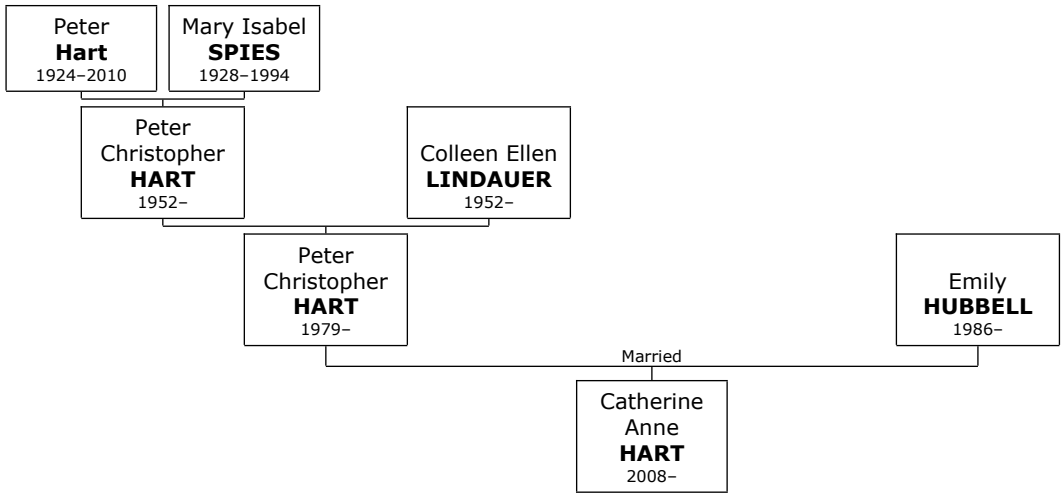 Peter
Hart
1924–2010
Mary Isabel
SPIES
1928–1994
Peter
Christopher
HART
1952–
Colleen Ellen
LINDAUER
1952–
Peter
Christopher
HART
1979–
Emily
HUBBELL
1986–
Married
Catherine
Anne
HART
2008–